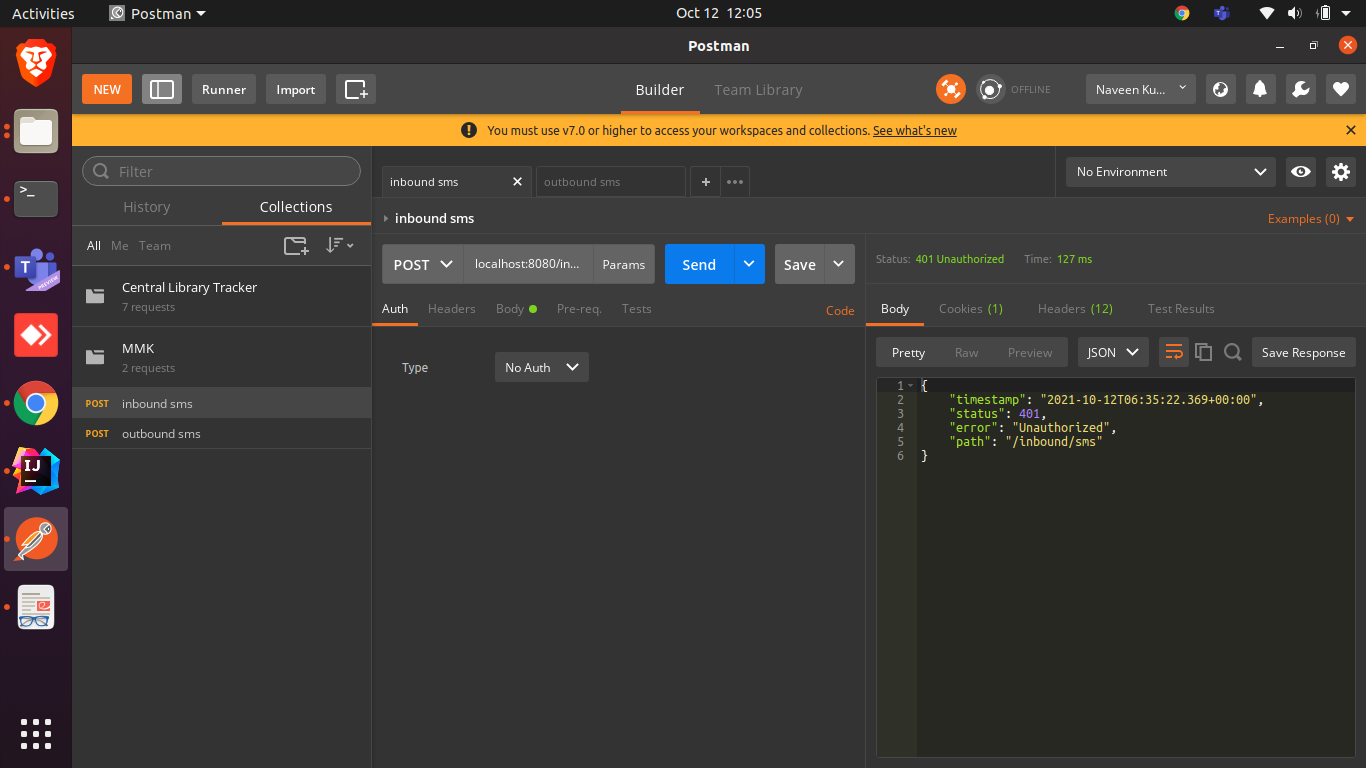 Activities Postman Oct 12 12:05
Postman
NEW Runner Import Builder Team Library OFFLINE Naveen Ku...
You must use v7.0 or higher to access your workspaces and collections. See what's new
Filter
History Collections
All Me Team
Central Library Tracker
7 requests
MMK
2 requests
POST inbound sms
POST outbound sms
inbound sms outbound sms
No Environment
inbound sms Examples (0)
POST localhost:8080/in... Params Send Save
Auth Headers Body Pre-req. Tests Code
Type No Auth
Status: 401 Unauthorized Time: 127 ms
Body Cookies (1) Headers (12) Test Results
Pretty Raw Preview JSON Save Response
1 {
2 "timestamp": "2021-10-12T06:35:22.369+00:00",
3 "status": 401,
4 "error": "Unauthorized",
5 "path": "/inbound/sms"
6 }
>_
T
PREVIEW
IJ